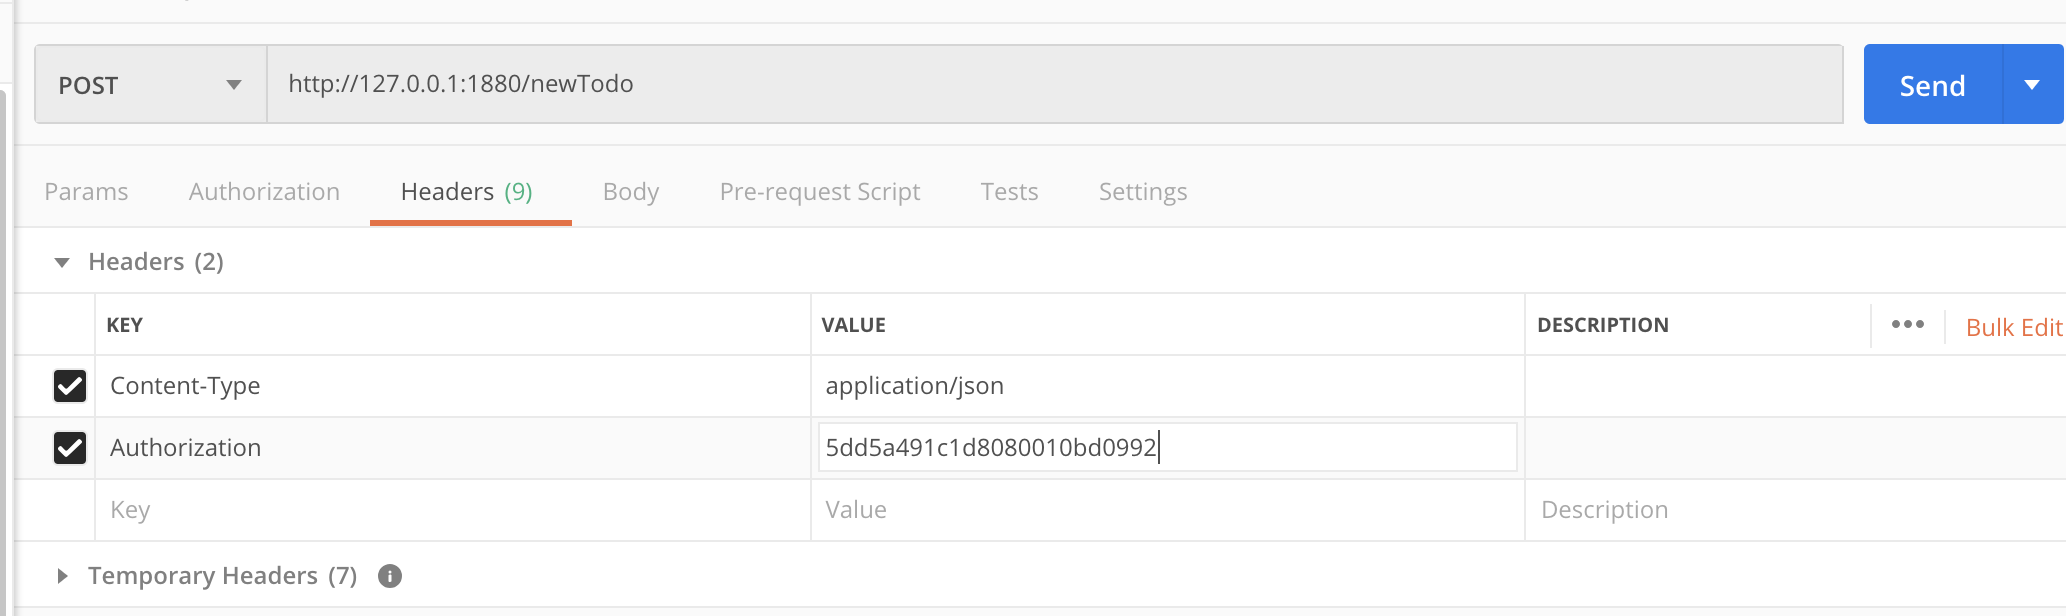 POST http://127.0.0.1:1880/newTodo Send
Params Authorization Headers (9) Body Pre-request Script Tests Settings
Headers (2)
KEY VALUE DESCRIPTION ••• Bulk Edit
Content-Type application/json
Authorization 5dd5a491c1d8080010bd0992
Key Value Description
Temporary Headers (7) i